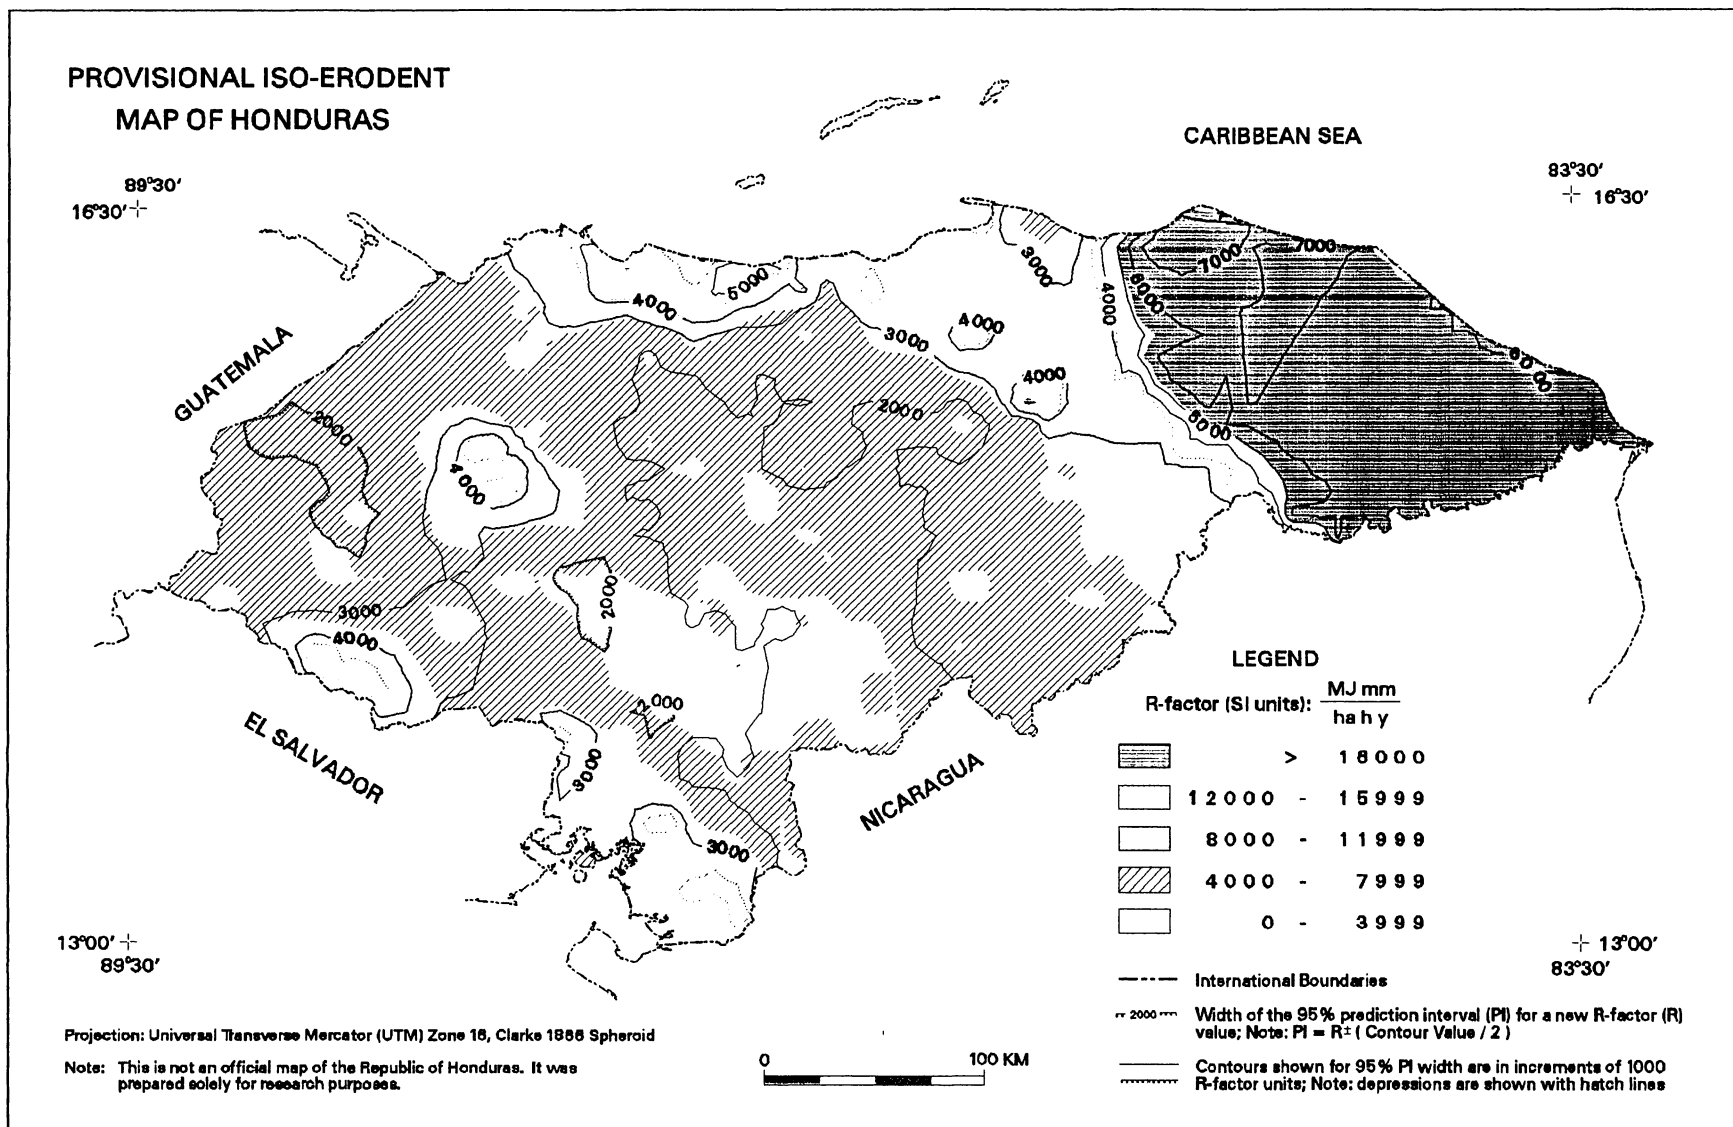 PROVISIONAL ISO-ERODENT
MAP OF HONDURAS
CARIBBEAN SEA
89°30'
16°30'
83°30'
16°30'
7000
7000
3000
6000
4000
5000
4000
4000
3000
4000
6000
5000
2000
2000
4000
GUATEMALA
2000
3000
4000
2000
3000
3000
EL SALVADOR
NICARAGUA
LEGEND
R-factor (SI units): MJ mm
ha h y
> 16000
12000 - 15999
8000 - 11999
4000 - 7999
0 - 3999
13°00'
89°30'
13°00'
83°30'
International Boundaries
2000 Width of the 95% prediction interval (PI) for a new R-factor (R)
value; Note: PI = R± ( Contour Value / 2 )
Contours shown for 95% PI width are in increments of 1000
R-factor units; Note: depressions are shown with hatch lines
Projection: Universal Transverse Mercator (UTM) Zone 16, Clarke 1866 Spheroid
Note: This is not an official map of the Republic of Honduras. It was
prepared solely for research purposes.
0 100 KM